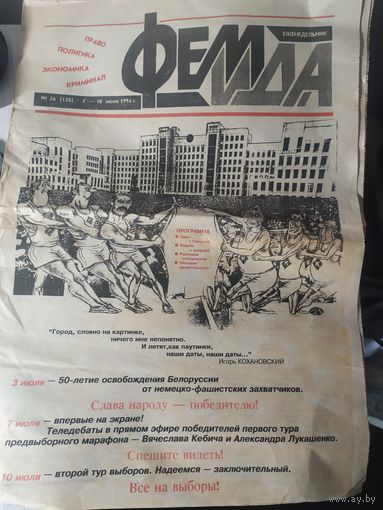 ПРАВО
ПОЛИТИКА
ЭКОНОМИКА
КРИМИНАЛ
ЕЖЕНЕДЕЛЬНИК
ФЕМИДА
№ 26 (130) 4 — 10 июля 1994 г.
ПРОГРАММА:
"Город, словно на картинке,
ничего мне непонятно.
И летят,как паутинки,
наши даты, наши даты..."
Игорь КОХАНОВСКИЙ
3 июля — 50-летие освобождения Белоруссии
от немецко-фашистских захватчиков.
Слава народу — победителю!
7 июля — впервые на экране!
Теледебаты в прямом эфире победителей первого тура
предвыборного марафона — Вячеслава Кебича и Александра Лукашенко.
Спешите видеть!
10 июля — второй тур выборов. Надеемся — заключительный.
Все на выборы!
www.ay.by